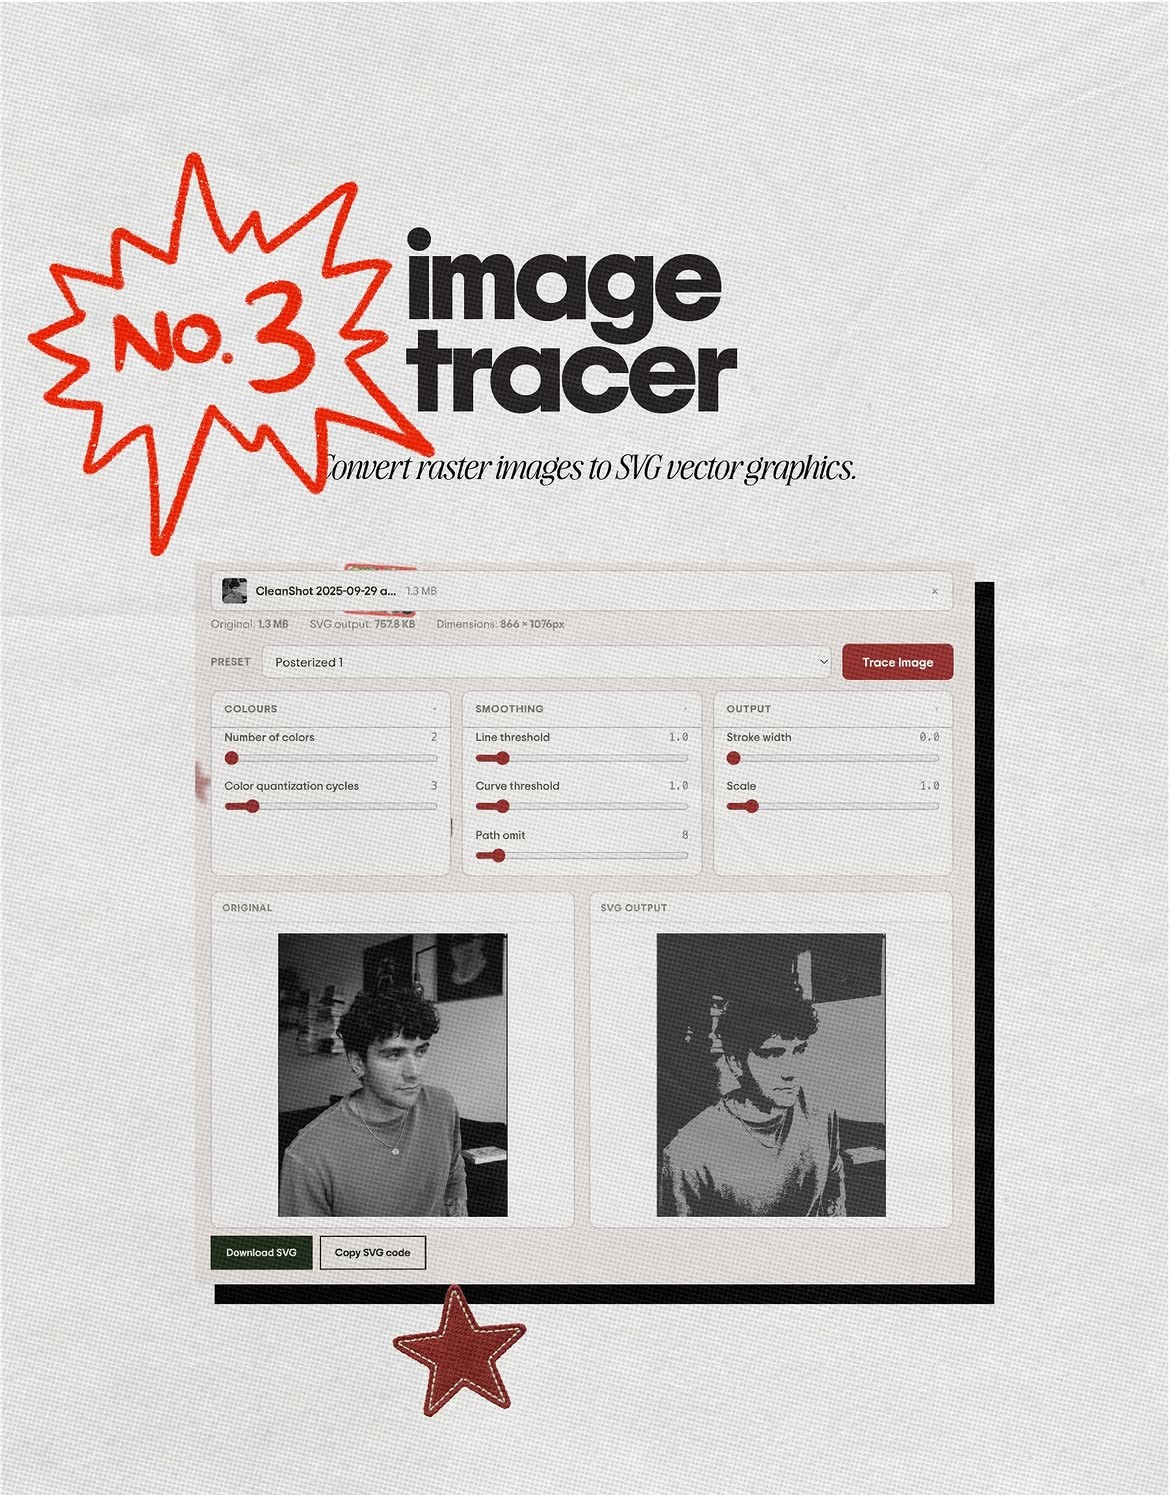 No. 3
image
tracer
Convert raster images to SVG vector graphics.
CleanShot 2025-09-29 a... 1.3 MB ×
Original: 1.3 MB SVG output: 757.8 KB Dimensions: 866 × 1076px
PRESET Posterized 1 Trace Image
COLOURS
Number of colors 2
Color quantization cycles 3
SMOOTHING
Line threshold 1.0
Curve threshold 1.0
Path omit 8
OUTPUT
Stroke width 0.0
Scale 1.0
ORIGINAL
SVG OUTPUT
Download SVG Copy SVG code